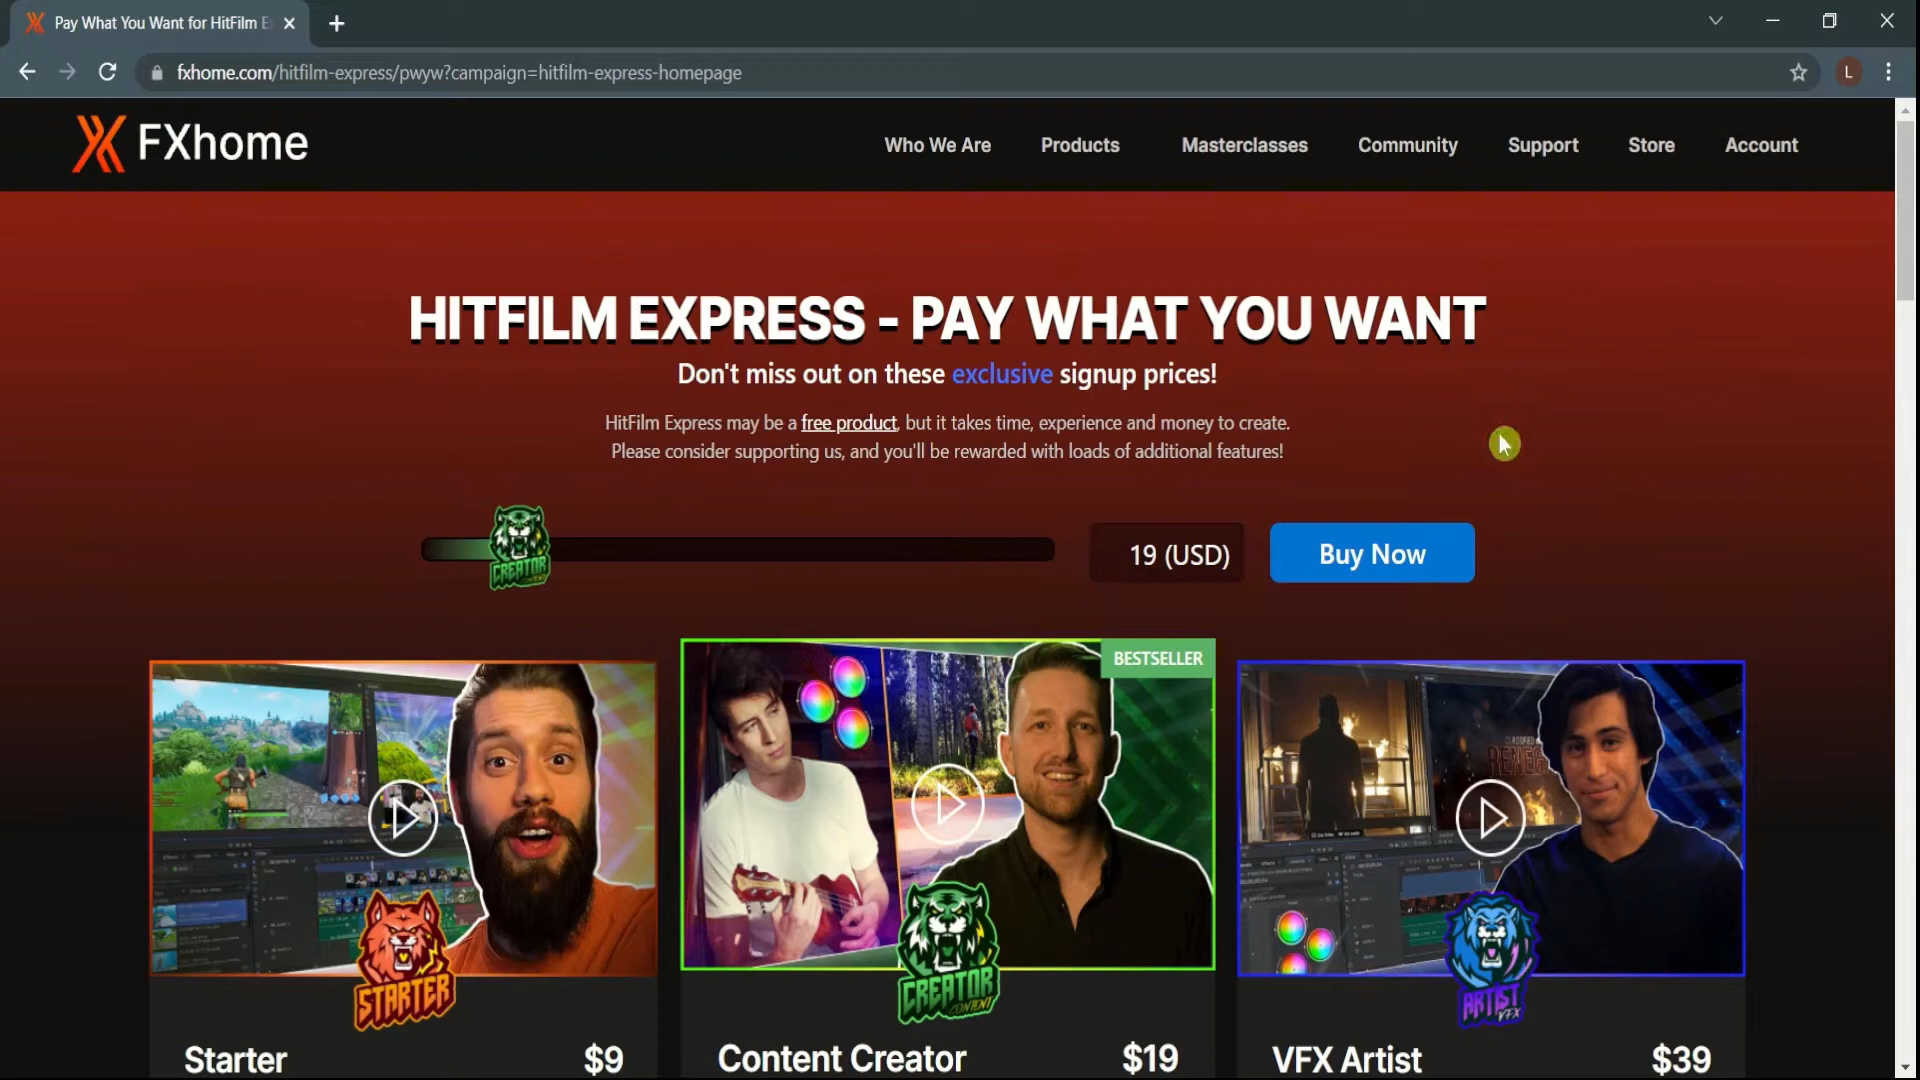 Pay What You Want for HitFilm E
fxhome.com/hitfilm-express/pwyw?campaign=hitfilm-express-homepage
L
FXhome
Who We Are Products Masterclasses Community Support Store Account
HITFILM EXPRESS - PAY WHAT YOU WANT
Don't miss out on these exclusive signup prices!
HitFilm Express may be a free product, but it takes time, experience and money to create.
Please consider supporting us, and you'll be rewarded with loads of additional features!
CREATOR
CONTENT
19 (USD)
Buy Now
BESTSELLER
STARTER
CREATOR
CONTENT
ARTIST
VFX
Starter $9
Content Creator $19
VFX Artist $39